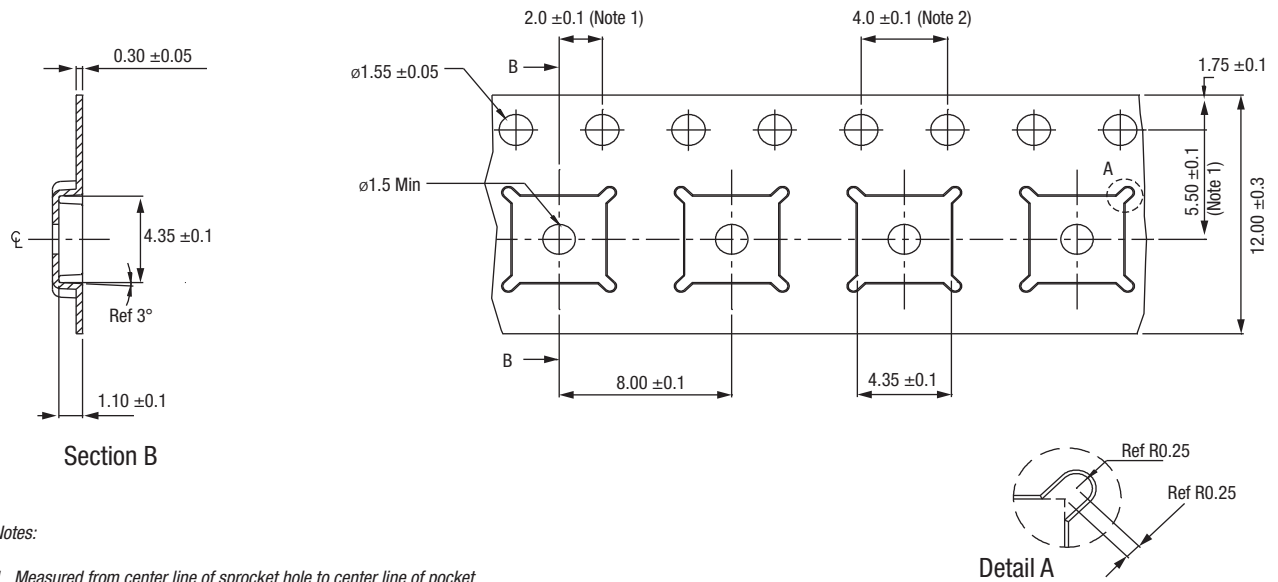 2.0 ±0.1 (Note 1)
4.0 ±0.1 (Note 2)
0.30 ±0.05
B
1.75 ±0.1
ø1.55 ±0.05
A
5.50 ±0.1
(Note 1)
12.00 ±0.3
ø1.5 Min
℄
4.35 ±0.1
Ref 3°
B
8.00 ±0.1
4.35 ±0.1
1.10 ±0.1
Section B
Ref R0.25
Ref R0.25
Detail A
Notes:
Measured from center line of sprocket hole to center line of pocket